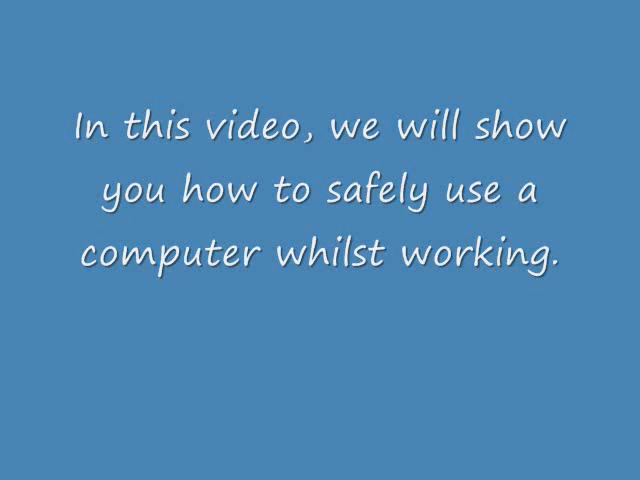 In this video, we will show
you how to safely use a
computer whilst working.